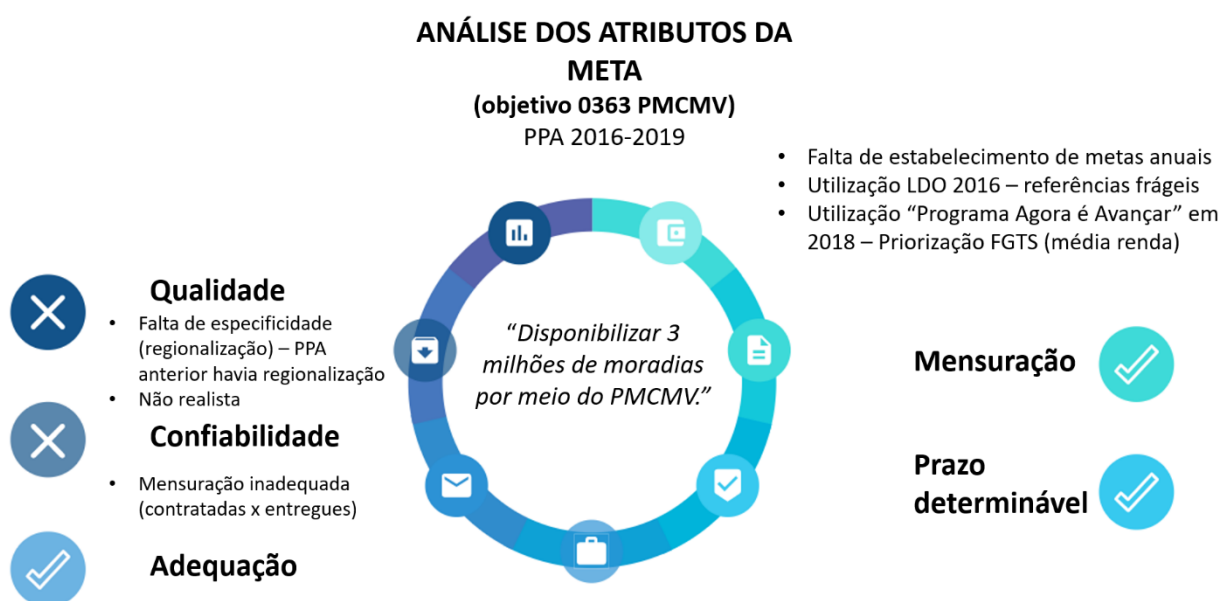 ANÁLISE DOS ATRIBUTOS DA
META
(objetivo 0363 PMCMV)
PPA 2016-2019
• Falta de estabelecimento de metas anuais
• Utilização LDO 2016 – referências frágeis
• Utilização “Programa Agora é Avançar” em
2018 – Priorização FGTS (média renda)
Qualidade
• Falta de especificidade
(regionalização) – PPA
anterior havia regionalização
• Não realista
Confiabilidade
• Mensuração inadequada
(contratadas x entregues)
Adequação
“Disponibilizar 3
milhões de moradias
por meio do PMCMV.”
Mensuração
Prazo
determinável